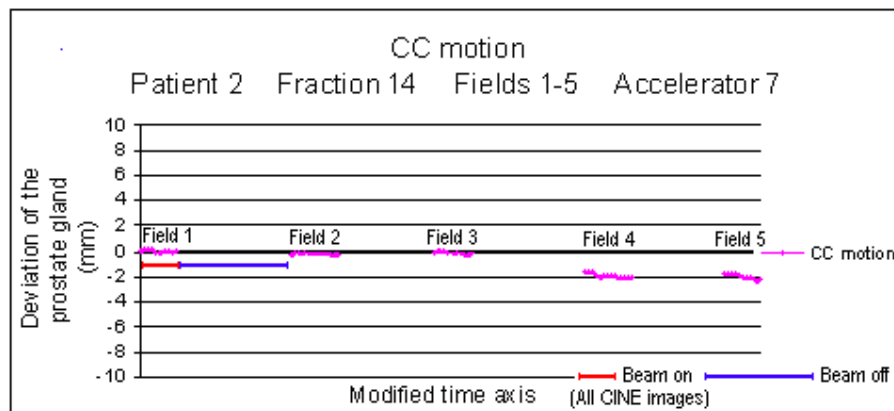 CC motion
Patient 2 Fraction 14 Fields 1-5 Accelerator 7
Deviation of the
prostate gland
(mm)
10
8
6
4
2
0
-2
-4
-6
-8
-10
Field 1
Field 2
Field 3
Field 4
Field 5
CC motion
Beam on
(All CINE images)
Beam off
Modified time axis